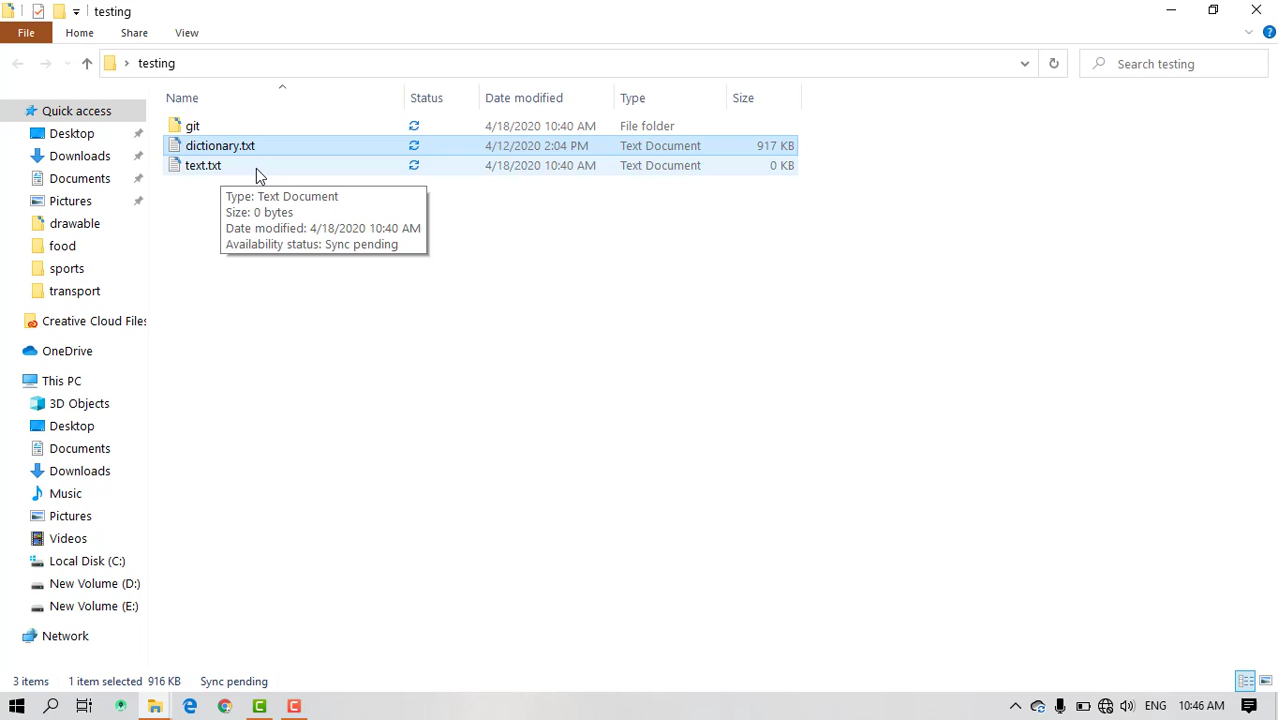 testing
File
Home
Share
View
testing
Search testing
Name
Status
Date modified
Type
Size
git
4/18/2020 10:40 AM
File folder
dictionary.txt
4/12/2020 2:04 PM
Text Document
917 KB
text.txt
4/18/2020 10:40 AM
Text Document
0 KB
Type: Text Document
Size: 0 bytes
Date modified: 4/18/2020 10:40 AM
Availability status: Sync pending
Quick access
Desktop
Downloads
Documents
Pictures
drawable
food
sports
transport
Creative Cloud Files
OneDrive
This PC
3D Objects
Desktop
Documents
Downloads
Music
Pictures
Videos
Local Disk (C:)
New Volume (D:)
New Volume (E:)
Network
3 items
1 item selected 916 KB
Sync pending
ENG
10:46 AM